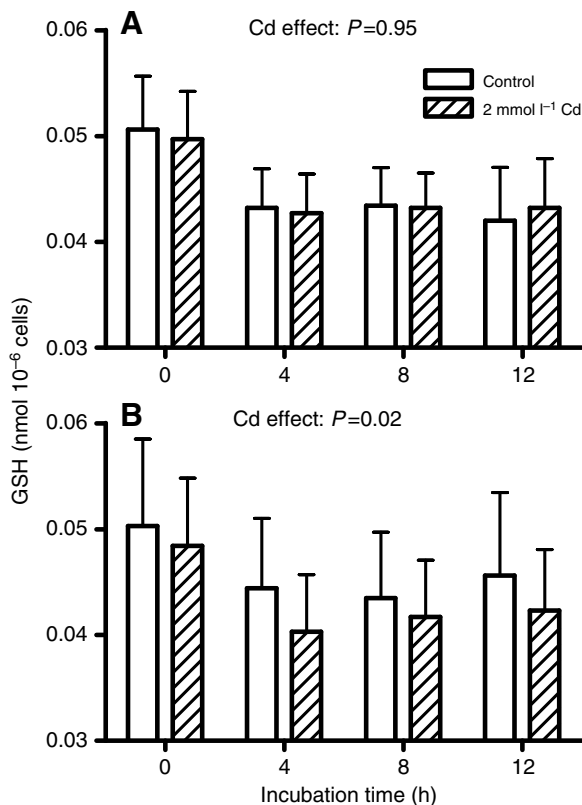 A
Cd effect: P=0.95
Control
2 mmol l⁻¹ Cd
0.06
0.05
0.04
0.03
0 4 8 12
B
Cd effect: P=0.02
0.06
0.05
0.04
0.03
0 4 8 12
GSH (nmol 10⁻⁶ cells)
Incubation time (h)